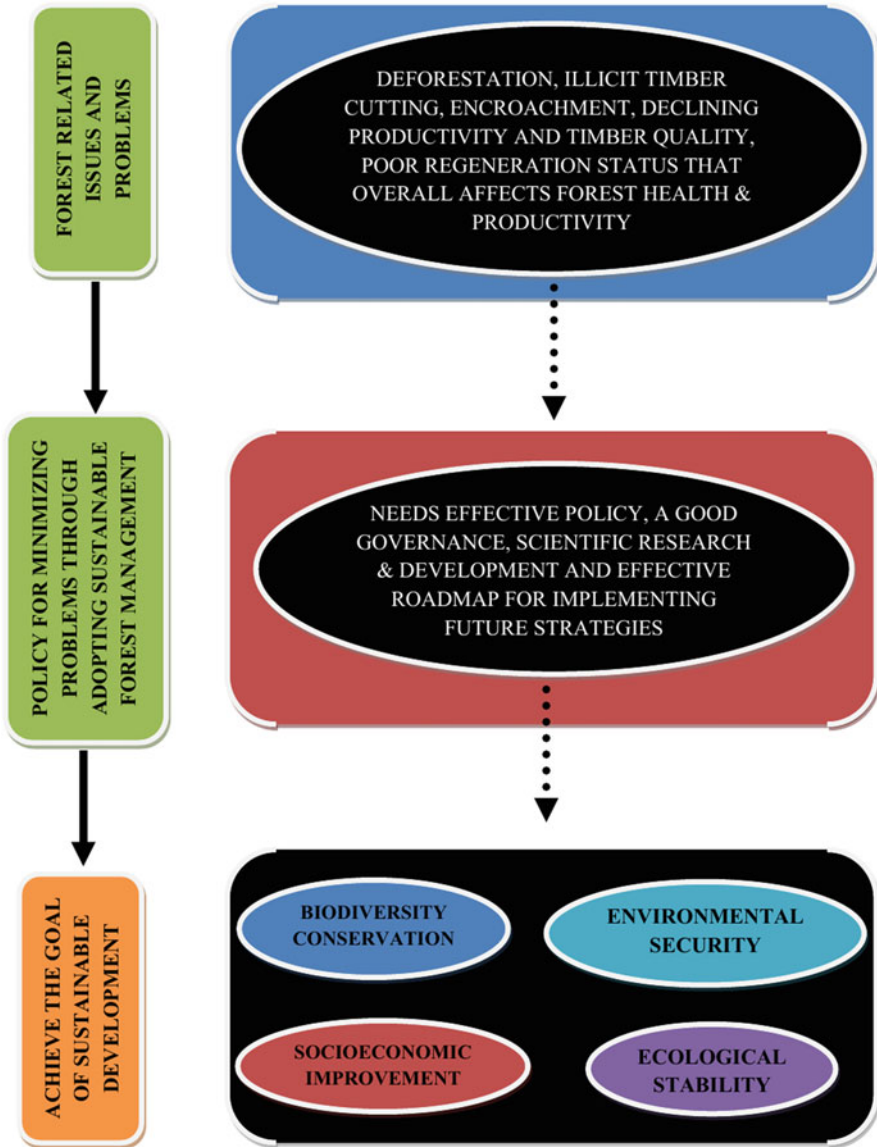 FOREST RELATED
ISSUES AND
PROBLEMS
DEFORESTATION, ILLICIT TIMBER
CUTTING, ENCROACHMENT, DECLINING
PRODUCTIVITY AND TIMBER QUALITY,
POOR REGENERATION STATUS THAT
OVERALL AFFECTS FOREST HEALTH &
PRODUCTIVITY
POLICY FOR MINIMIZING
PROBLEMS THROUGH
ADOPTING SUSTAINABLE
FOREST MANAGEMENT
NEEDS EFFECTIVE POLICY, A GOOD
GOVERNANCE, SCIENTIFIC RESEARCH
& DEVELOPMENT AND EFFECTIVE
ROADMAP FOR IMPLEMENTING
FUTURE STRATEGIES
ACHIEVE THE GOAL
OF SUSTAINABLE
DEVELOPMENT
BIODIVERSITY
CONSERVATION
ENVIRONMENTAL
SECURITY
SOCIOECONOMIC
IMPROVEMENT
ECOLOGICAL
STABILITY